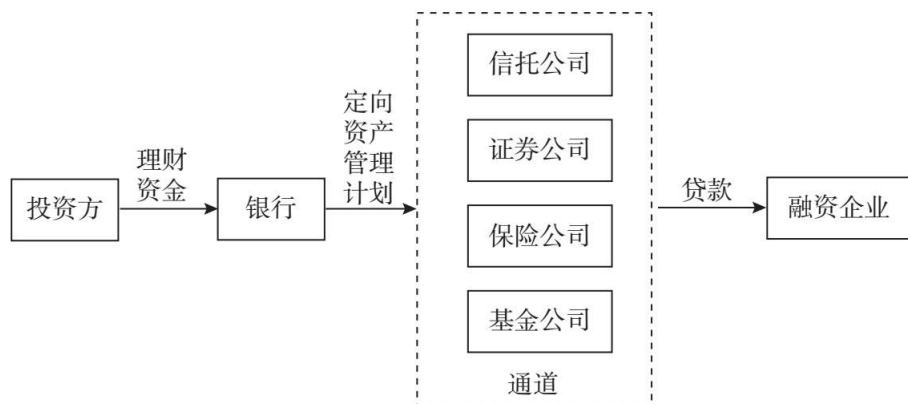 投资方
理财
资金
银行
定向
资产
管理
计划
信托公司
证券公司
保险公司
基金公司
通道
贷款
融资企业